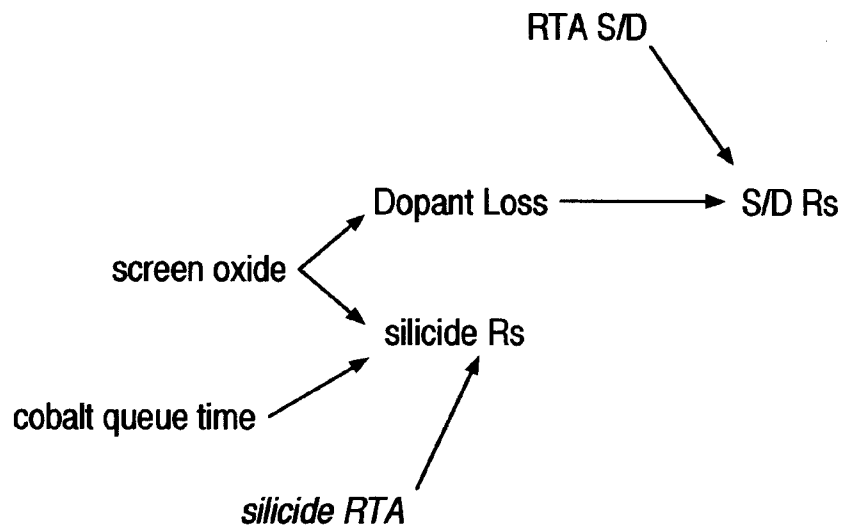 RTA S/D
Dopant Loss
S/D Rs
screen oxide
silicide Rs
cobalt queue time
silicide RTA